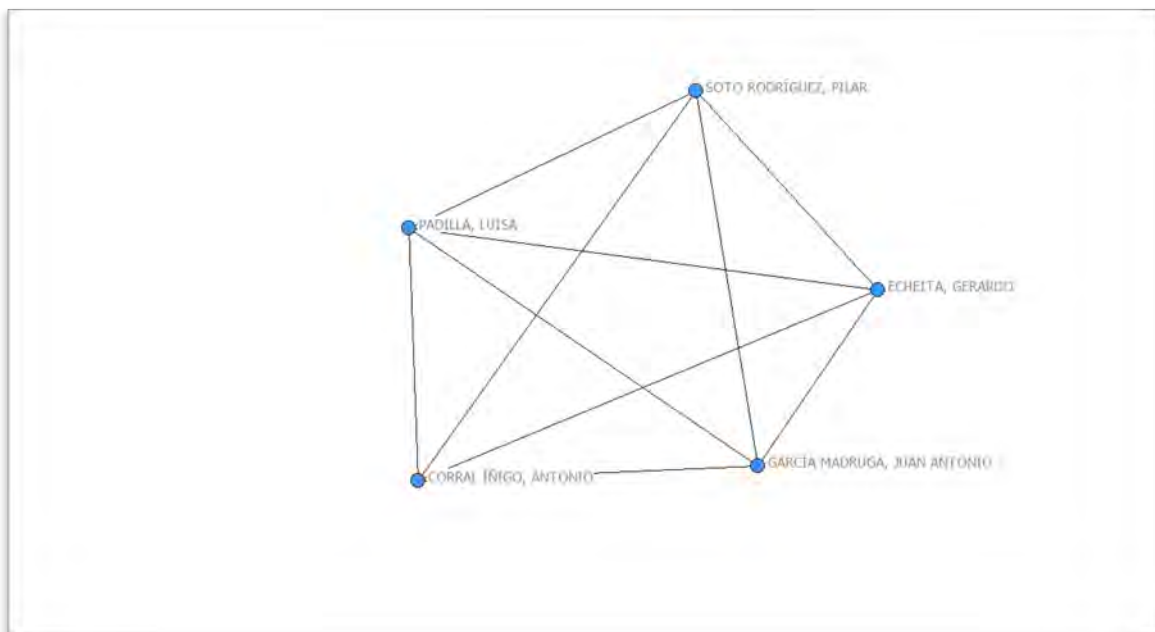 SOTO RODRÍGUEZ, PILAR
PADILLA, LUISA
ECHEITA, GERARDO
GARCÍA MADRUGA, JUAN ANTONIO
CORRAL ÍÑIGO, ANTONIO